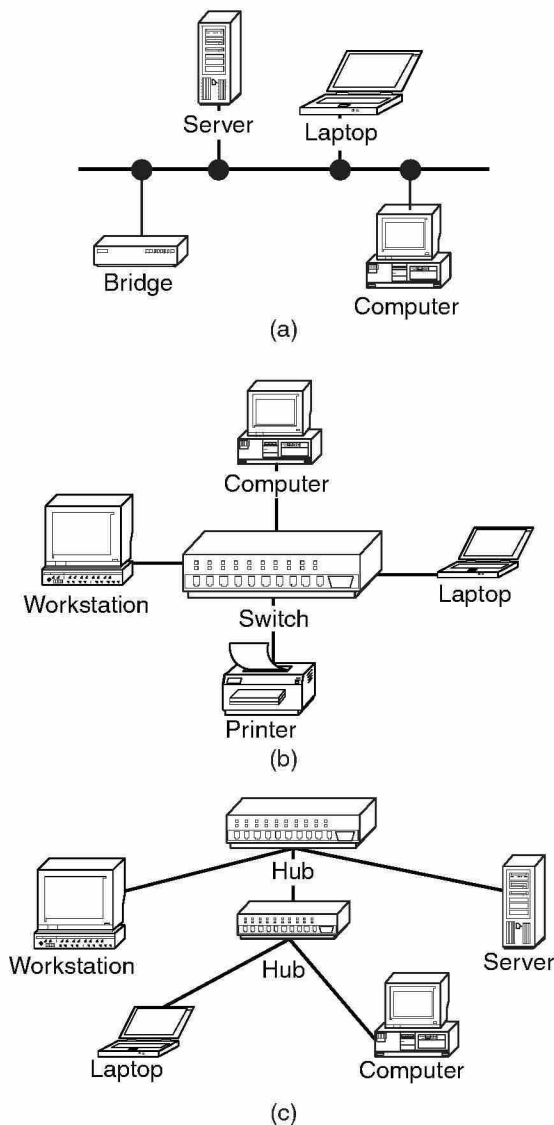 Server
Laptop
Bridge
Computer
(a)
Computer
Workstation
Laptop
Switch
Printer
(b)
Hub
Workstation
Server
Hub
Laptop
Computer
(c)